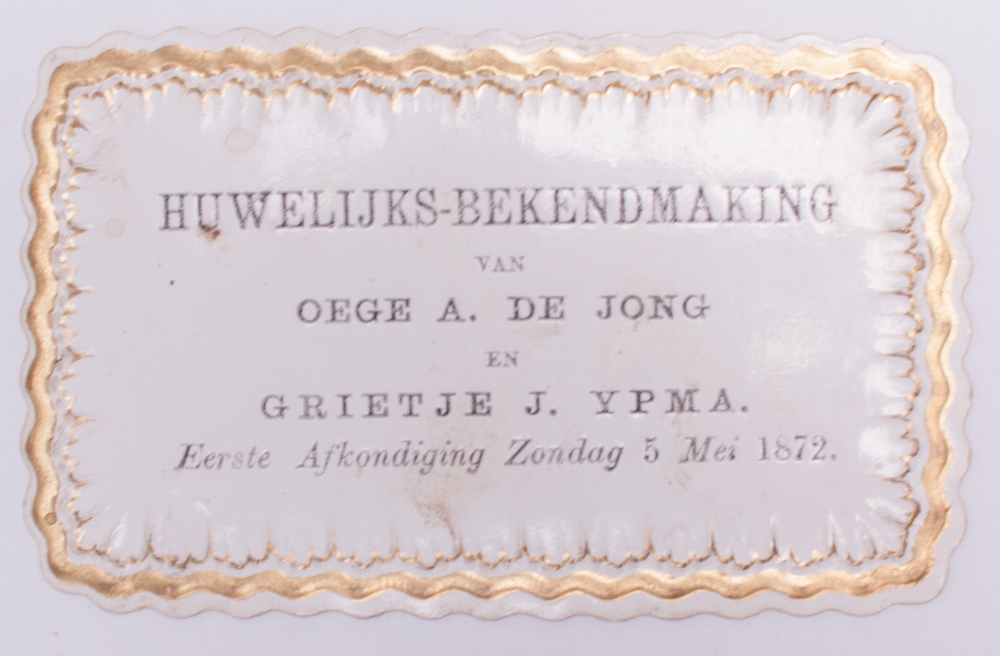 HUWELIJKS-BEKENDMAKING
VAN
OEGE A. DE JONG
EN
GRIETJE J. YPMA.
Eerste Afkondiging Zondag 5 Mei 1872.